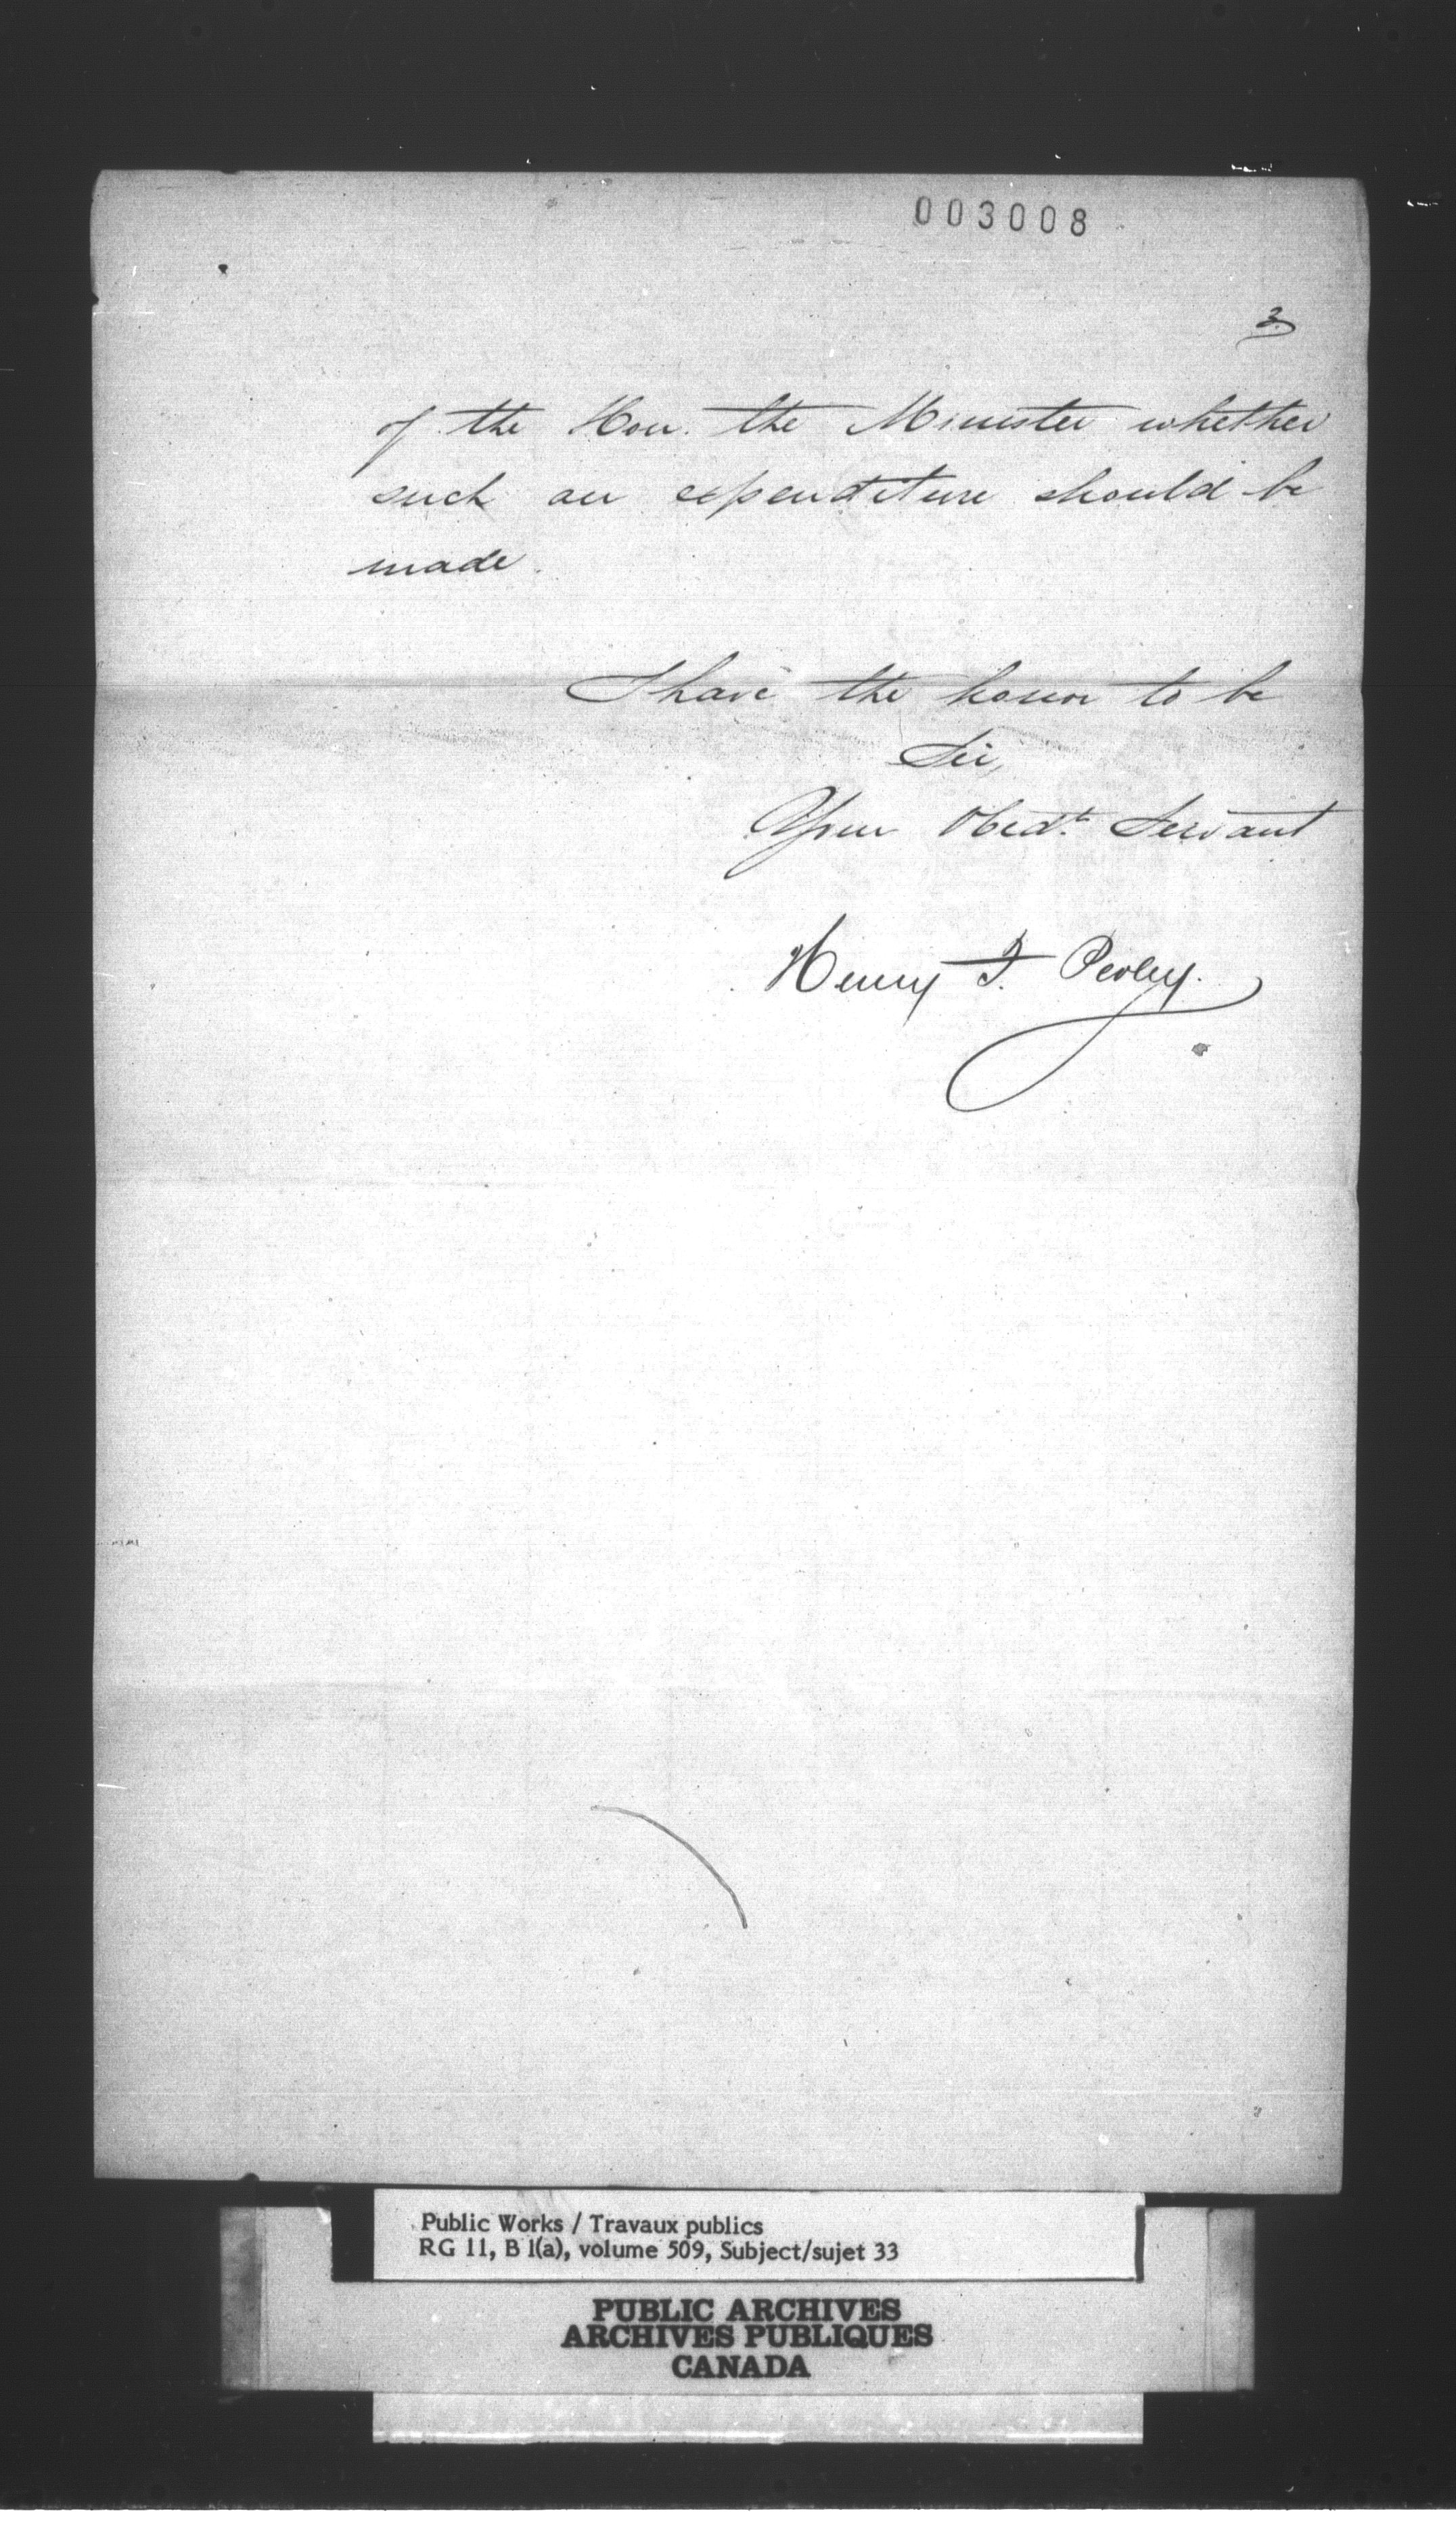 003008
3
of the Hon. the Minister whether
such an expenditure should be
made.
I have the honor to be
Sir,
Your Obedt. Servant
Henry F. Perley.
Public Works / Travaux publics
RG 11, B 1(a), volume 509, Subject/sujet 33
PUBLIC ARCHIVES
ARCHIVES PUBLIQUES
CANADA